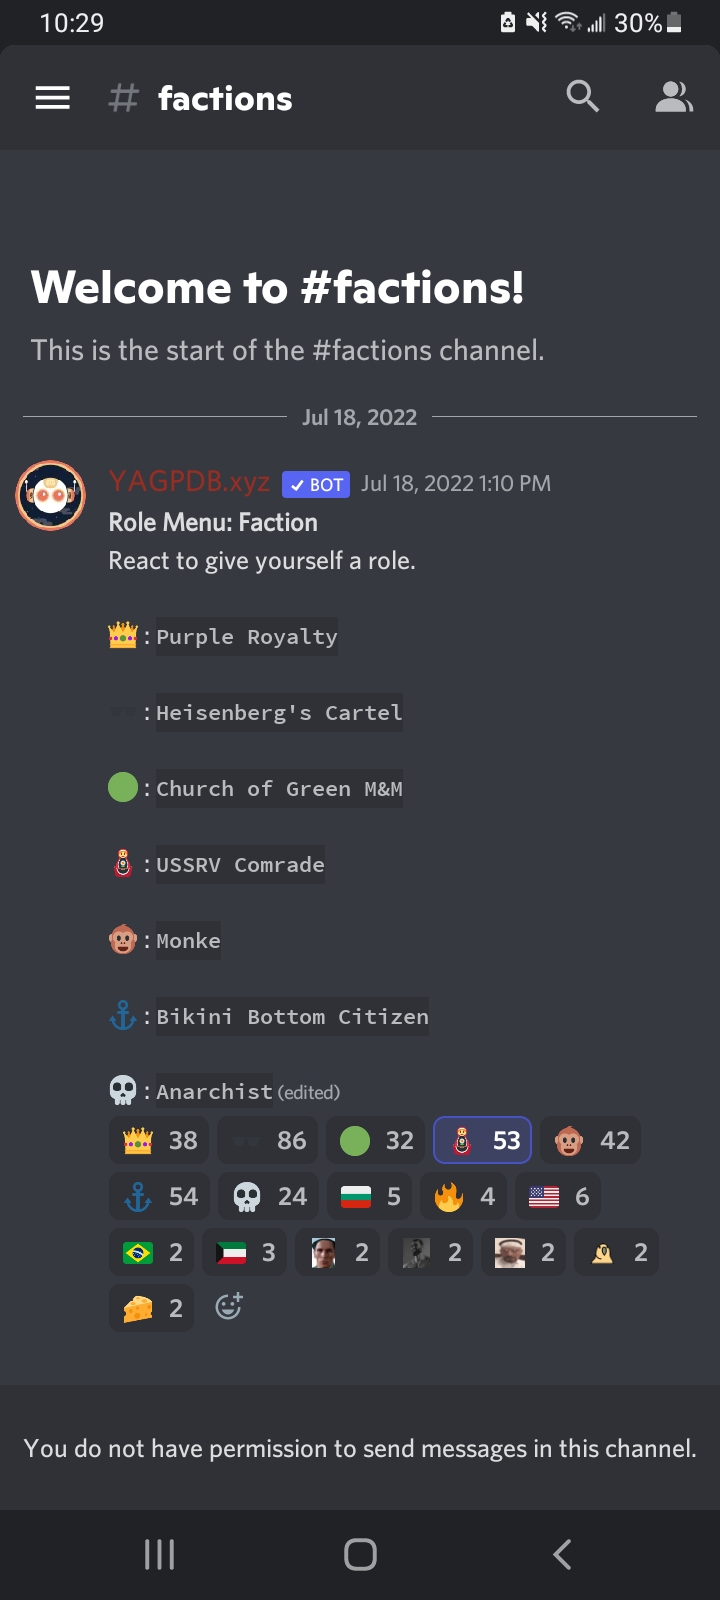 10:29
30%
# factions
Welcome to #factions!
This is the start of the #factions channel.
Jul 18, 2022
YAGPDB.xyz BOT Jul 18, 2022 1:10 PM
Role Menu: Faction
React to give yourself a role.
: Purple Royalty
: Heisenberg's Cartel
: Church of Green M&M
: USSRV Comrade
: Monke
: Bikini Bottom Citizen
: Anarchist (edited)
38 86 32 53 42
54 24 5 4 6
2 3 2 2 2 2
2
You do not have permission to send messages in this channel.